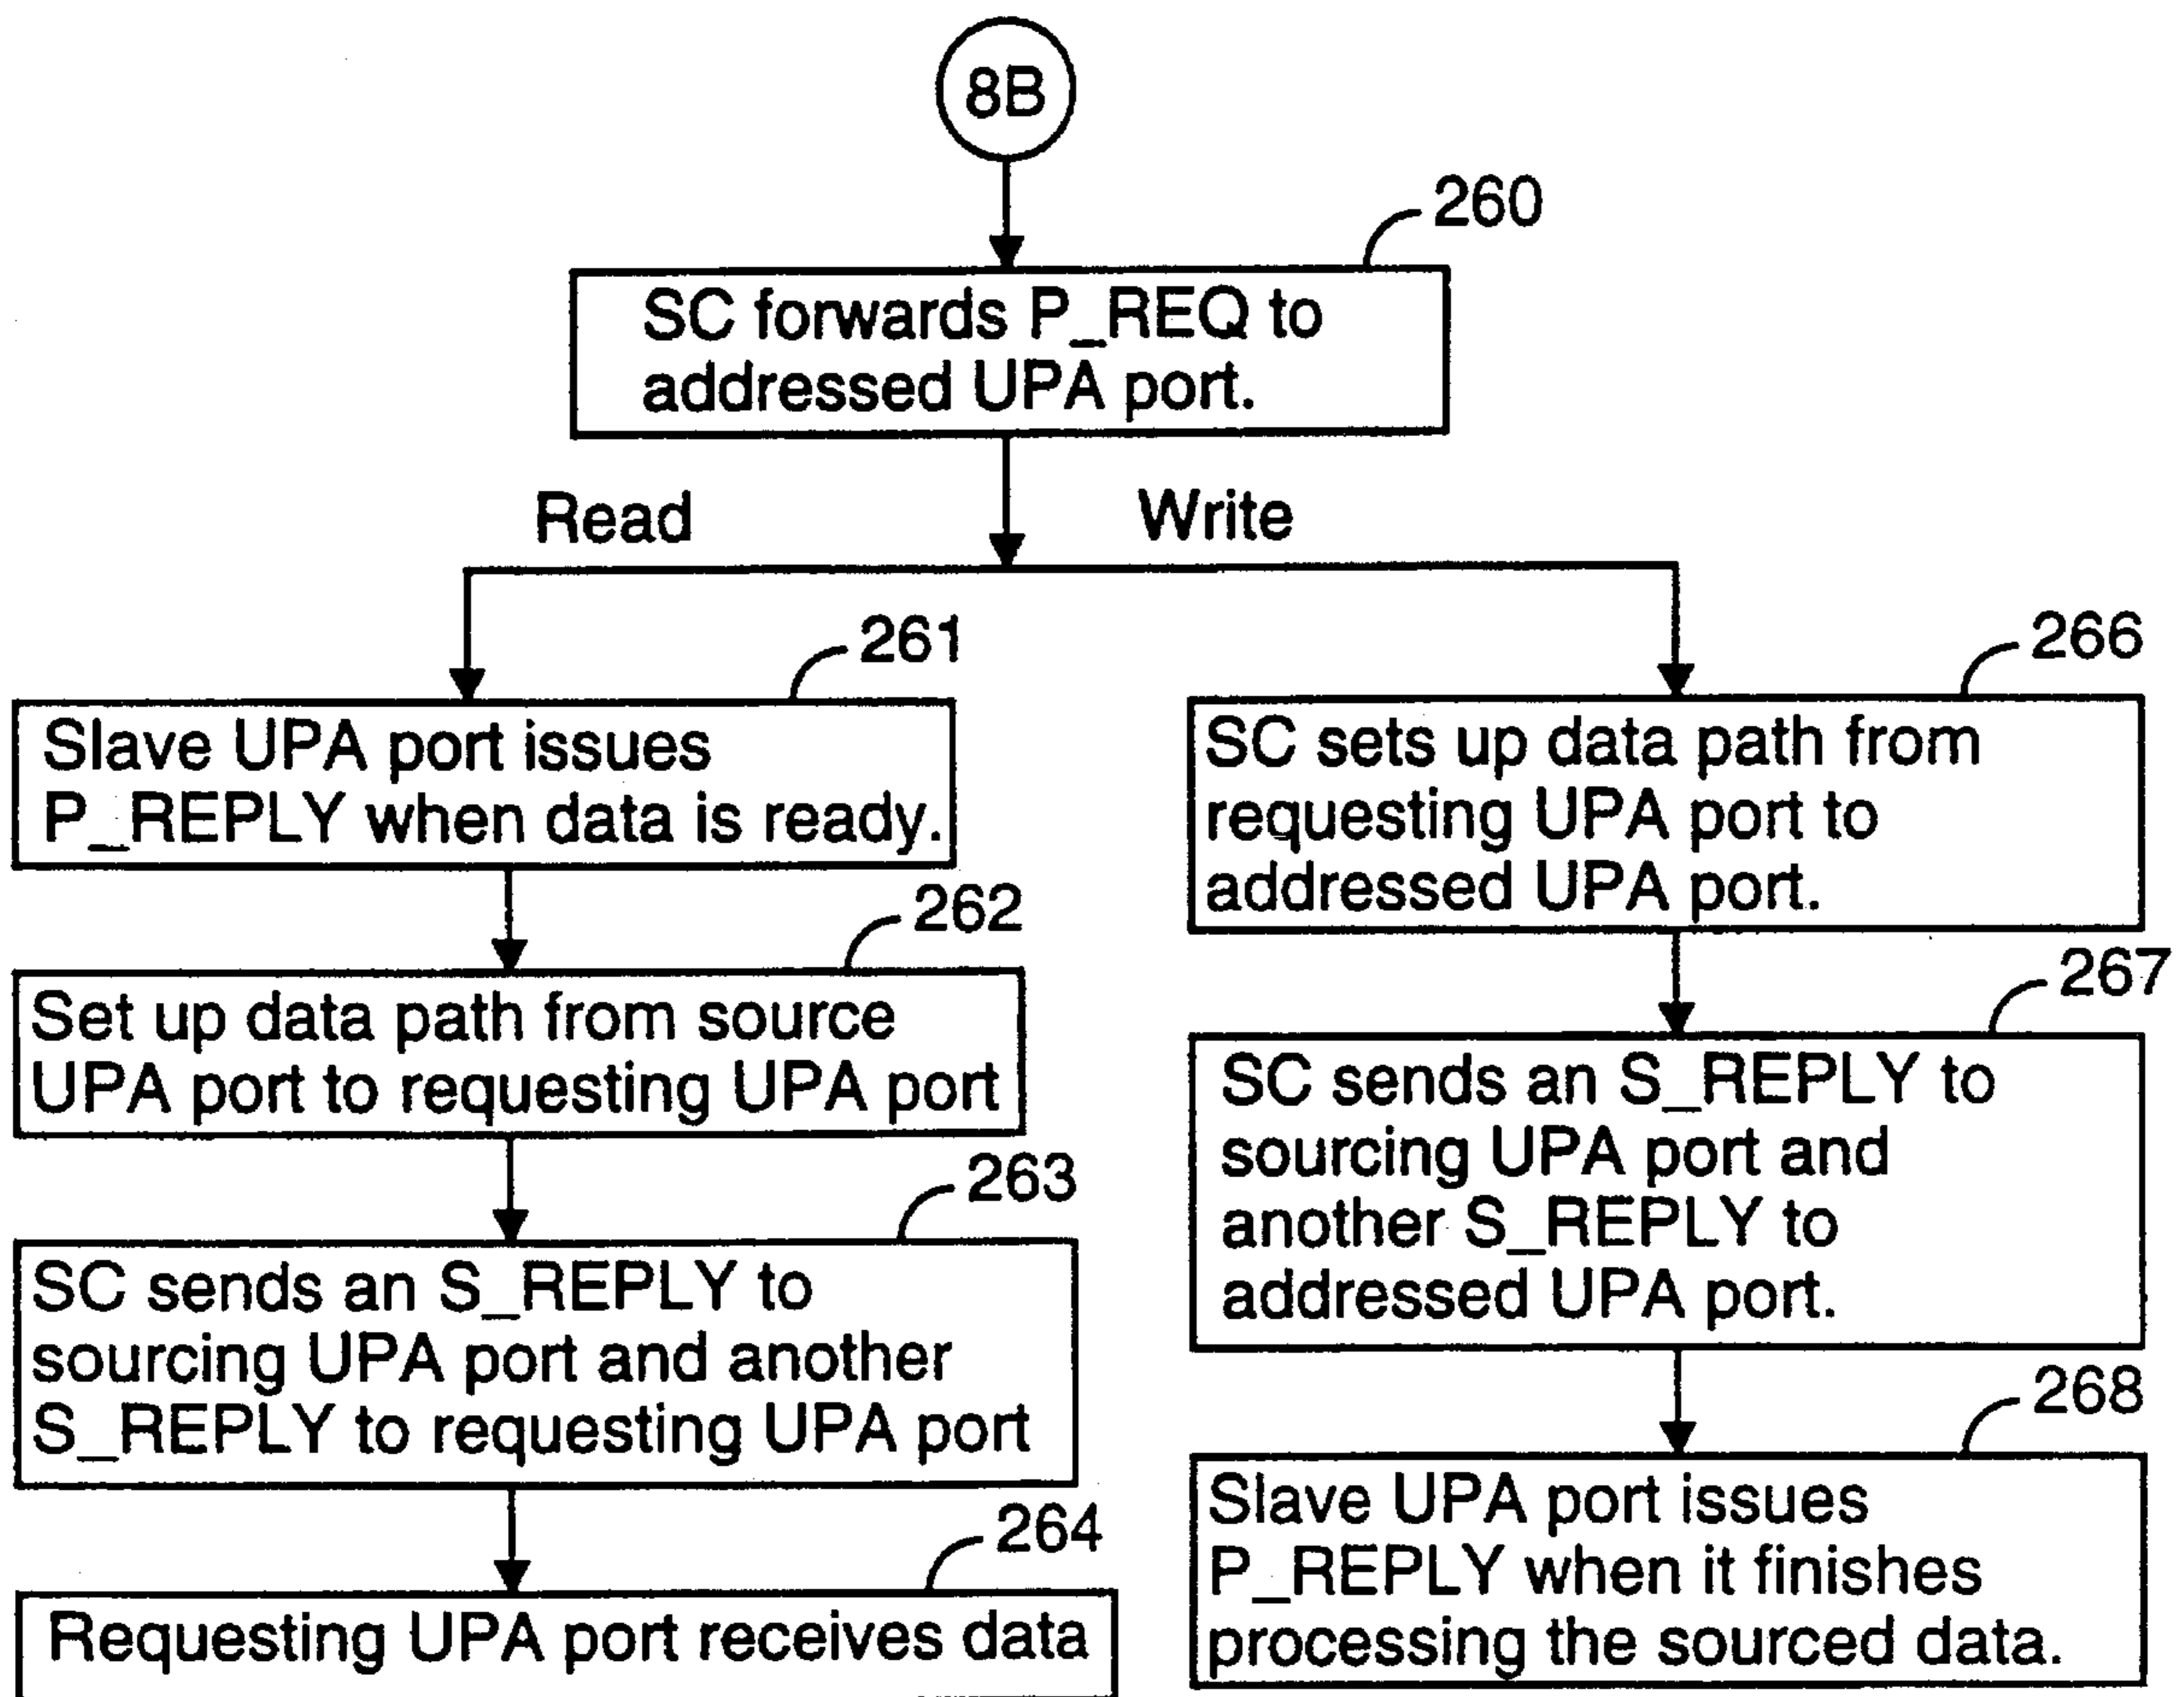 8B
260
SC forwards P_REQ to
addressed UPA port.
Read
Write
261
Slave UPA port issues
P_REPLY when data is ready.
262
Set up data path from source
UPA port to requesting UPA port
263
SC sends an S_REPLY to
sourcing UPA port and another
S_REPLY to requesting UPA port
264
Requesting UPA port receives data
266
SC sets up data path from
requesting UPA port to
addressed UPA port.
267
SC sends an S_REPLY to
sourcing UPA port and
another S_REPLY to
addressed UPA port.
268
Slave UPA port issues
P_REPLY when it finishes
processing the sourced data.